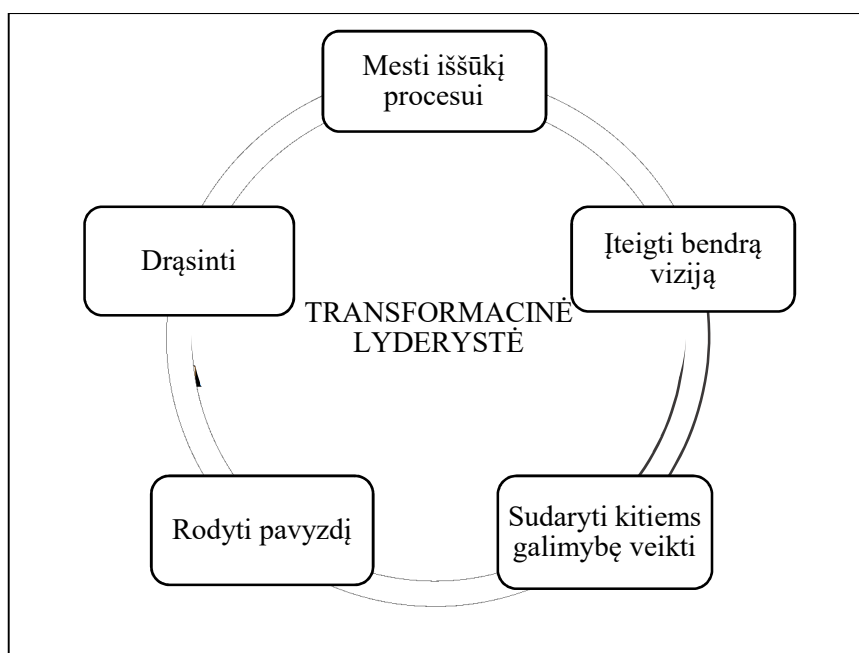 Mesti iššūkį
procesui
Drąsinti
Įteigti bendrą
viziją
TRANSFORMACINĖ
LYDERYSTĖ
Rodyti pavyzdį
Sudaryti kitiems
galimybę veikti